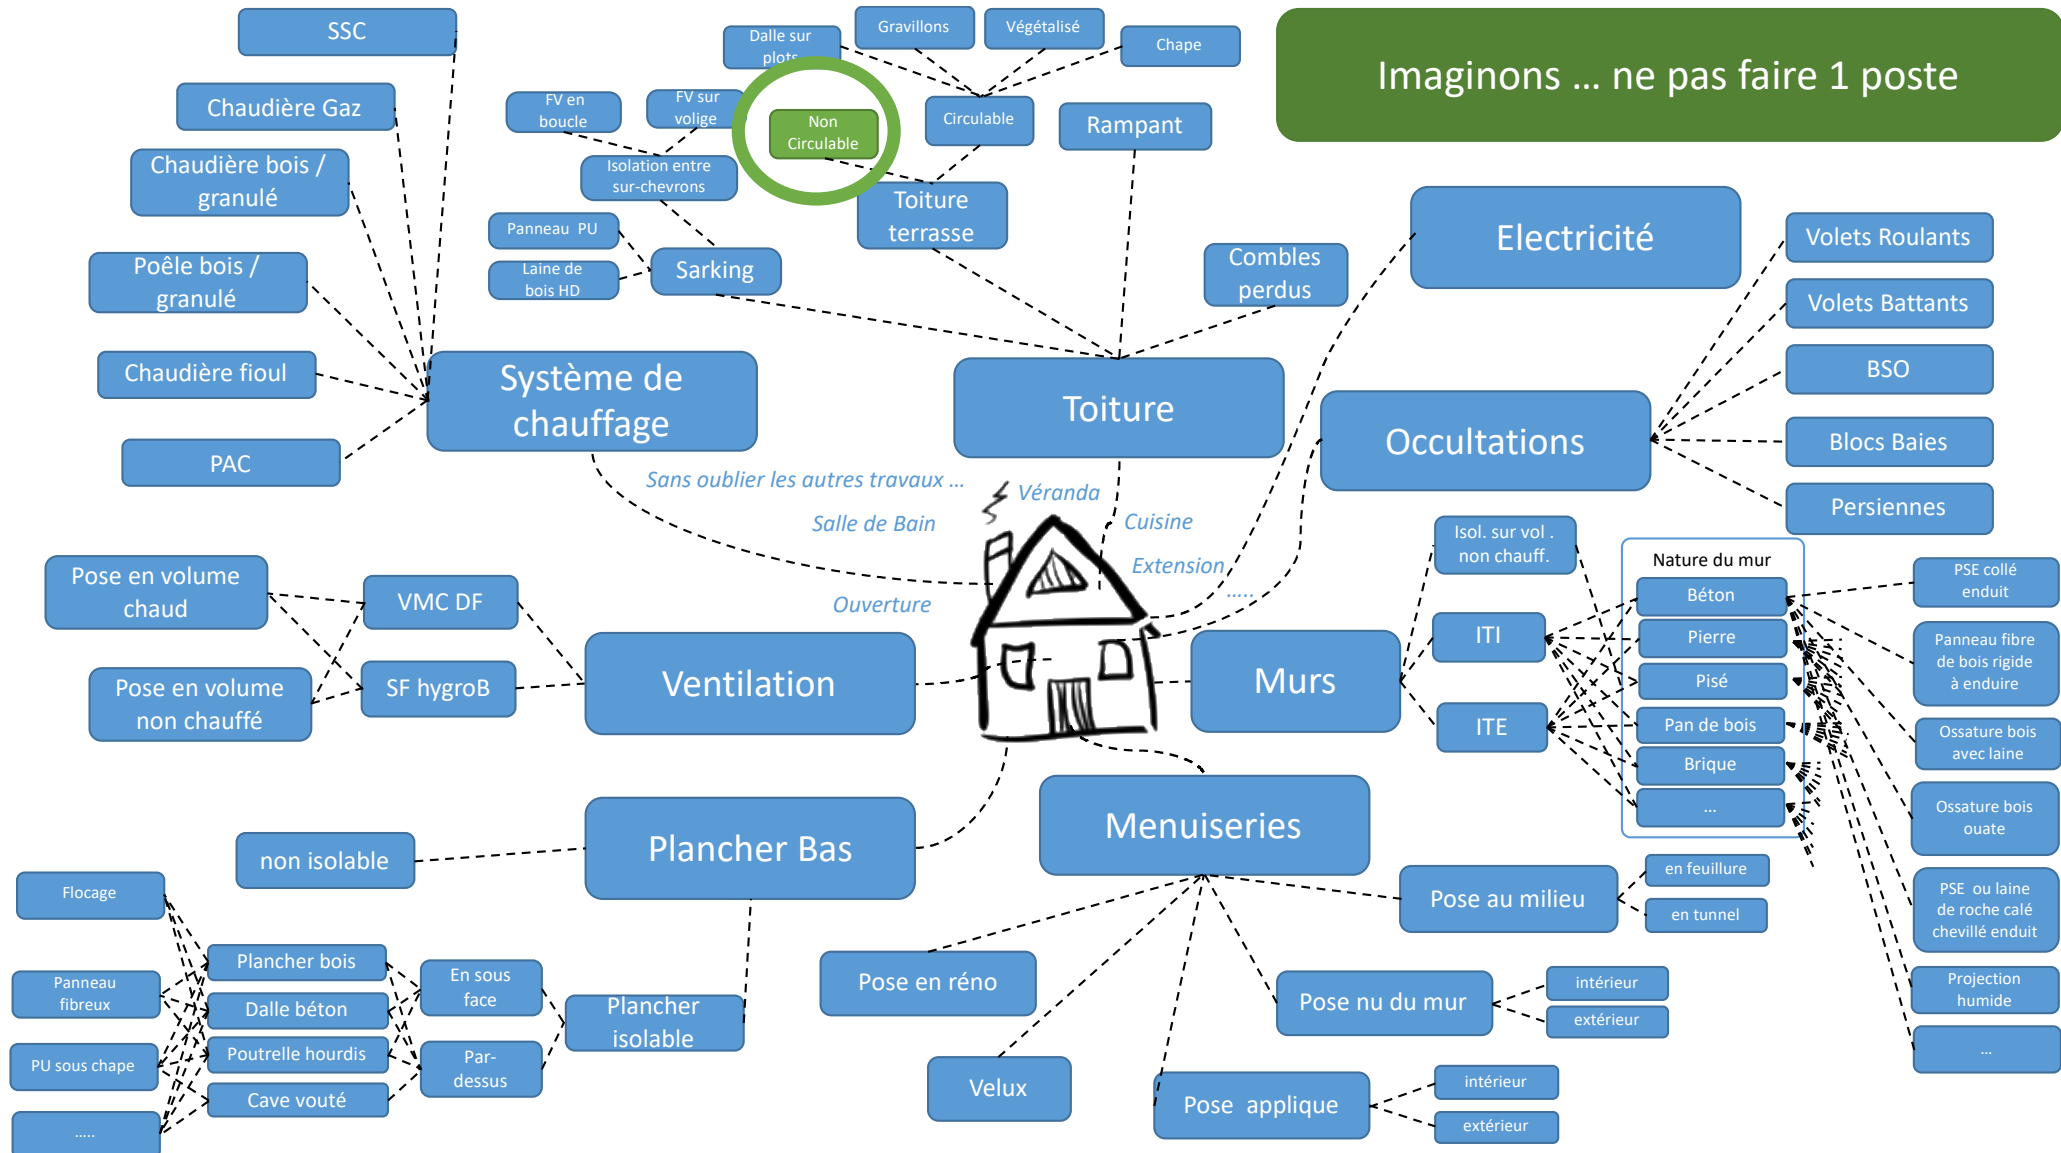 Imaginons ... ne pas faire 1 poste
SSC
Chaudière Gaz
Chaudière bois /
granulé
Poêle bois /
granulé
Chaudière fioul
PAC
Système de
chauffage
Dalle sur
plots
Gravillons
Végétalisé
Chape
FV en
boucle
FV sur
volige
Non
Circulable
Circulable
Rampant
Isolation entre
sur-chevrons
Toiture
terrasse
Panneau PU
Laine de
bois HD
Sarking
Combles
perdus
Toiture
Electricité
Occultations
Volets Roulants
Volets Battants
BSO
Blocs Baies
Persiennes
Sans oublier les autres travaux ...
Véranda
Salle de Bain
Cuisine
Extension
Ouverture
.....
Pose en volume
chaud
Pose en volume
non chauffé
VMC DF
SF hygroB
Ventilation
Murs
Isol. sur vol .
non chauff.
ITI
ITE
Nature du mur
Béton
Pierre
Pisé
Pan de bois
Brique
...
PSE collé
enduit
Panneau fibre
de bois rigide
à enduire
Ossature bois
avec laine
Ossature bois
ouate
PSE ou laine
de roche calé
chevillé enduit
Projection
humide
...
Plancher Bas
non isolable
Flocage
Panneau
fibreux
PU sous chape
.....
Plancher bois
Dalle béton
Poutrelle hourdis
Cave vouté
En sous
face
Par-
dessus
Plancher
isolable
Menuiseries
Pose au milieu
en feuillure
en tunnel
Pose en réno
Pose nu du mur
intérieur
extérieur
Velux
Pose applique
intérieur
extérieur